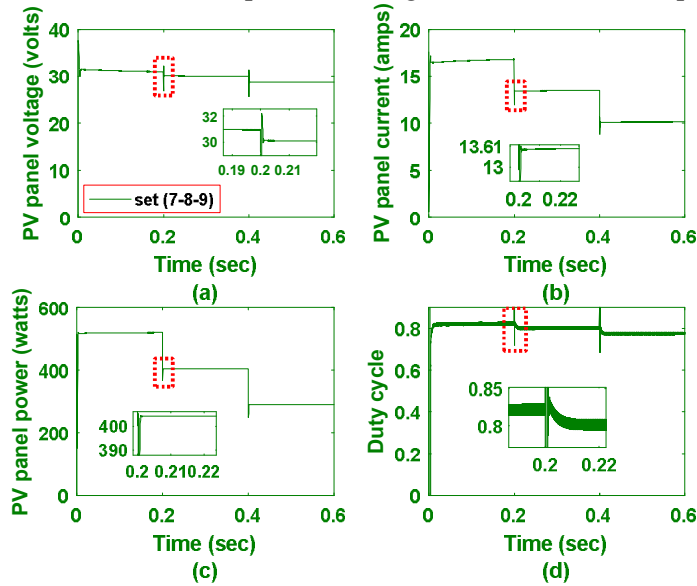 PV panel voltage (volts)
40
30
20
10
0
32
30
0.19 0.2 0.21
set (7-8-9)
0 0.2 0.4 0.6
Time (sec)
(a)
PV panel current (amps)
20
15
10
5
0
13.61
13
0.2 0.22
0 0.2 0.4 0.6
Time (sec)
(b)
PV panel power (watts)
600
400
200
0
400
390
0.2 0.210.22
0 0.2 0.4 0.6
Time (sec)
(c)
Duty cycle
0.8
0.6
0.4
0.2
0
0.85
0.8
0.2 0.22
0 0.2 0.4 0.6
Time (sec)
(d)